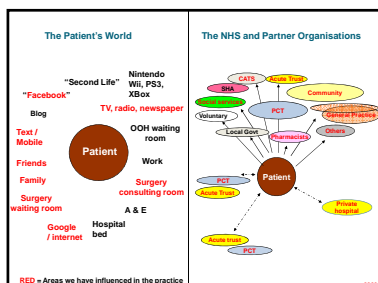 The Patient's World
"Second Life"
Nintendo
Wii, PS3,
XBox
"Facebook"
TV, radio, newspaper
Blog
OOH waiting
room
Text /
Mobile
Patient
Friends
Work
Family
Surgery
consulting room
Surgery
waiting room
A & E
Google
/ internet
Hospital
bed
RED = Areas we have influenced in the practice
The NHS and Partner Organisations
CATS
Acute Trust
SHA
Community
Social services
PCT
General Practice
Voluntary
Local Govt
Pharmacists
Others
Patient
PCT
Acute Trust
Private
hospital
Acute trust
PCT